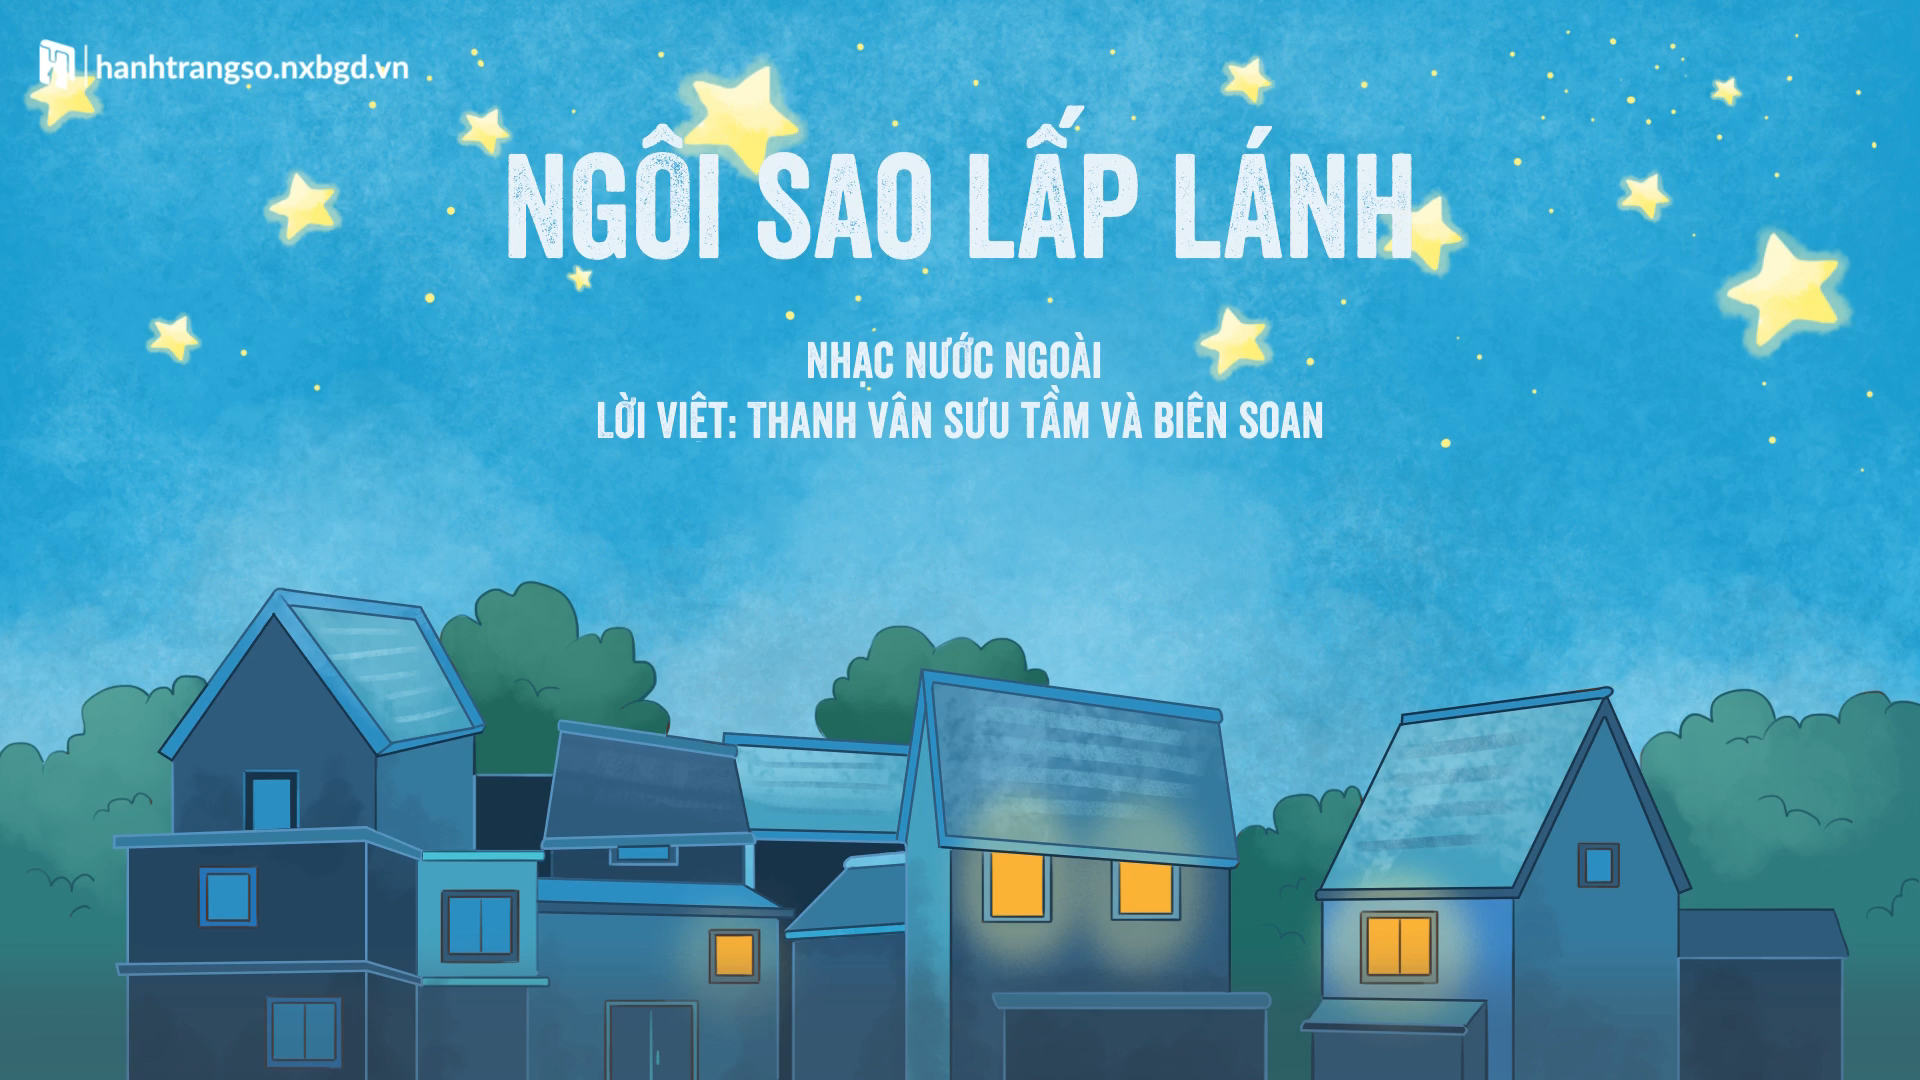 hanhtrangso.nxbgd.vn
NGÔI SAO LẤP LÁNH
NHẠC NƯỚC NGOÀI
LỜI VIỆT: THANH VÂN SƯU TẦM VÀ BIÊN SOẠN